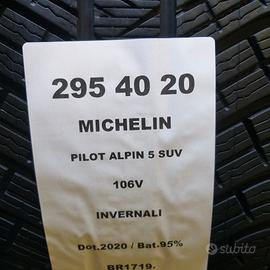 295 40 20
MICHELIN
PILOT ALPIN 5 SUV
106V
INVERNALI
Dot.2020 / Bat.95%
BR1719.
subito